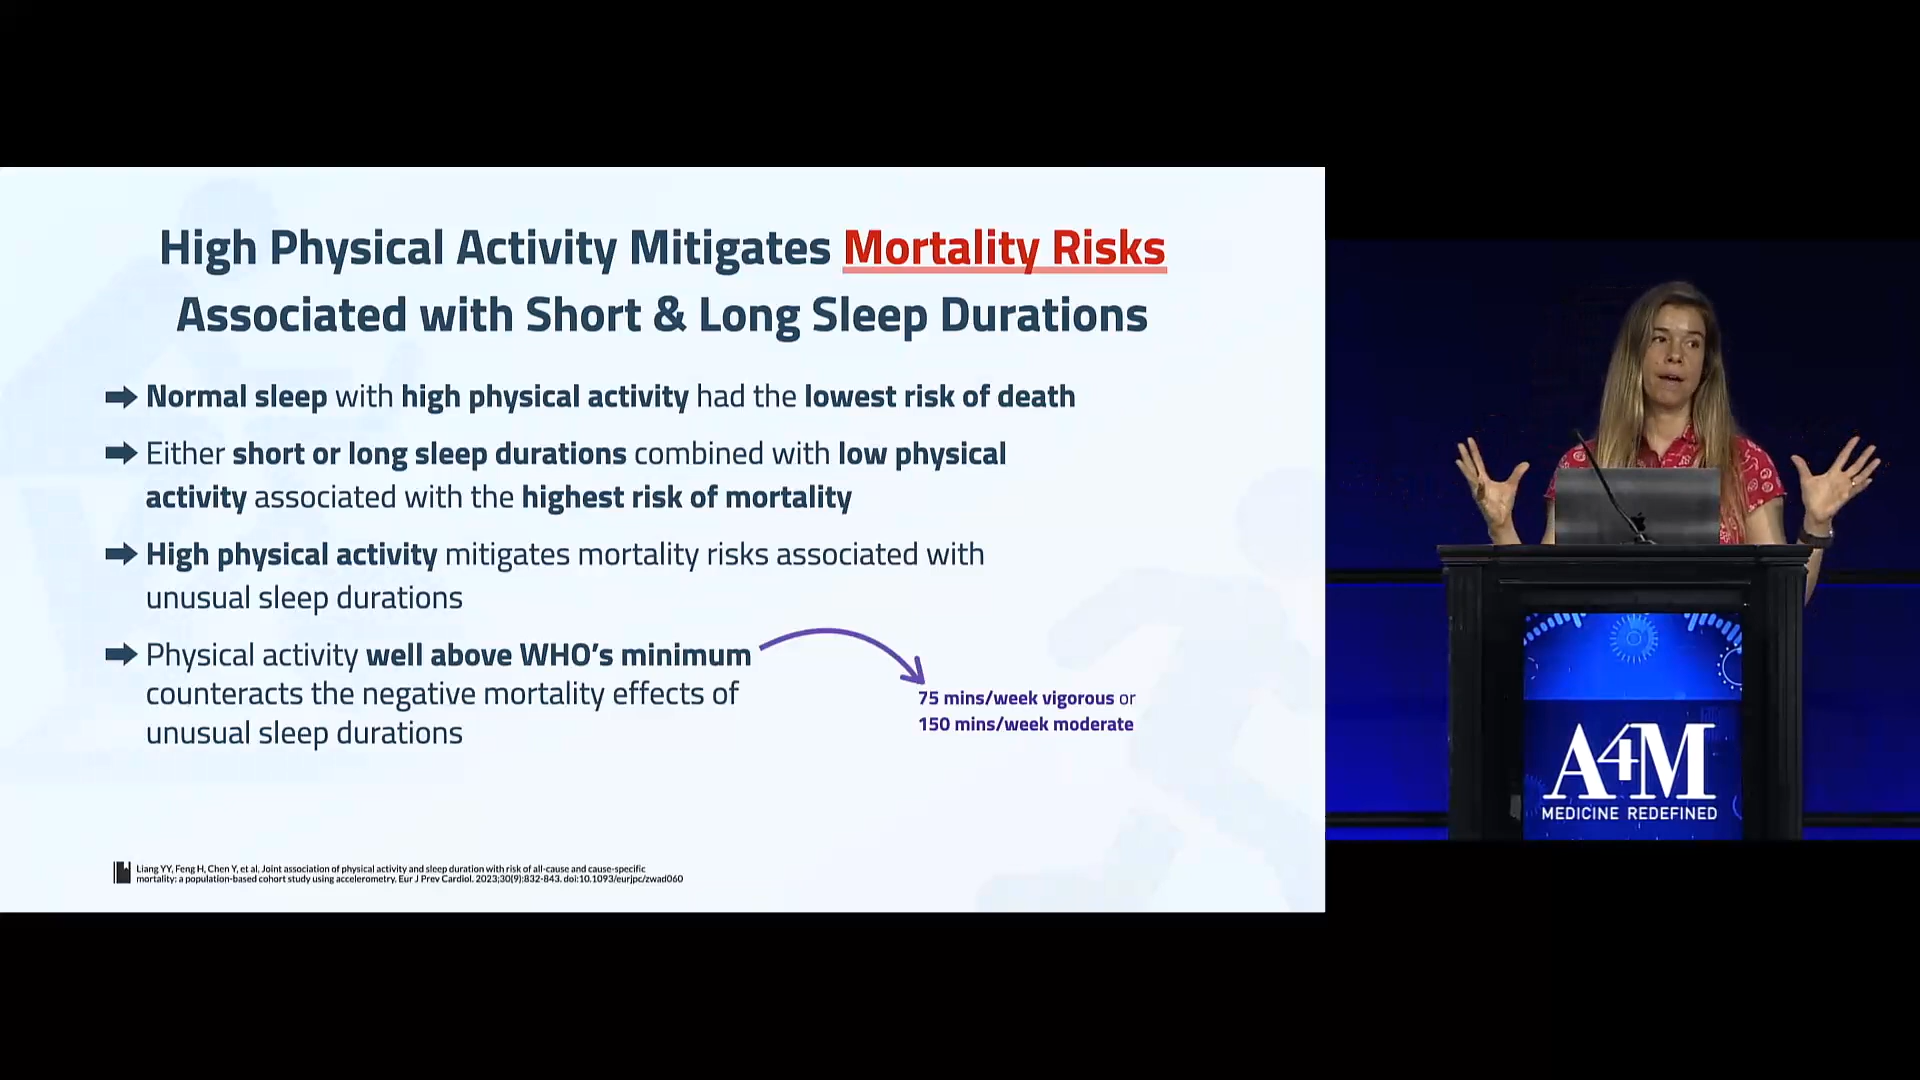 High Physical Activity Mitigates Mortality Risks
Associated with Short & Long Sleep Durations
Normal sleep with high physical activity had the lowest risk of death
Either short or long sleep durations combined with low physical
activity associated with the highest risk of mortality
High physical activity mitigates mortality risks associated with
unusual sleep durations
Physical activity well above WHO's minimum
counteracts the negative mortality effects of
unusual sleep durations
75 mins/week vigorous or
150 mins/week moderate
Liang YY, Feng H, Chen Y, et al. Joint association of physical activity and sleep duration with risk of all-cause and cause-specific
mortality: a population-based cohort study using accelerometry. Eur J Prev Cardiol. 2023;30(9):832-843. doi:10.1093/eurjpc/zwad060
A4M
MEDICINE REDEFINED